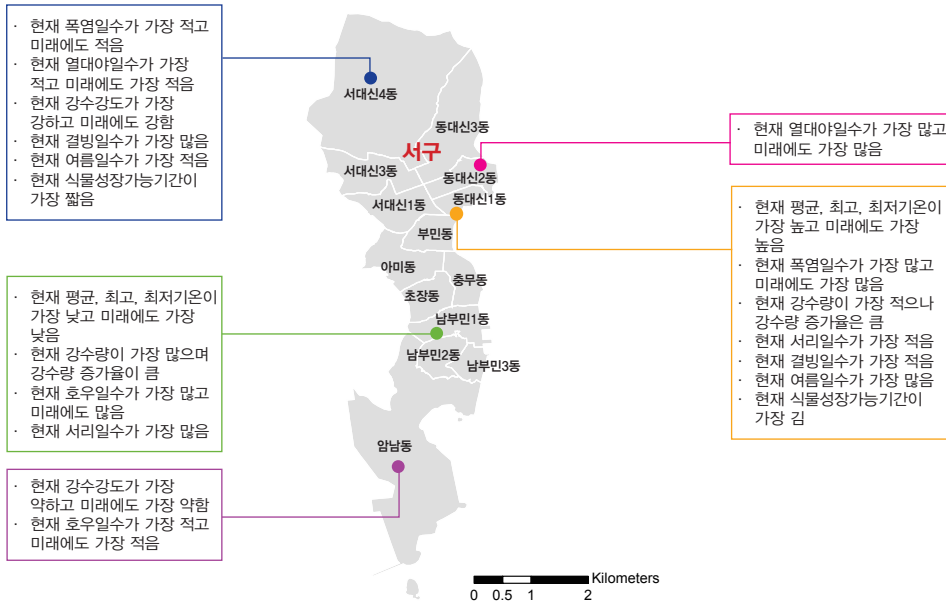 · 현재 폭염일수가 가장 적고
미래에도 적음
· 현재 열대야일수가 가장
적고 미래에도 가장 적음
· 현재 강수강도가 가장
강하고 미래에도 강함
· 현재 결빙일수가 가장 많음
· 현재 여름일수가 가장 적음
· 현재 식물성장가능기간이
가장 짧음
· 현재 평균, 최고, 최저기온이
가장 낮고 미래에도 가장
낮음
· 현재 강수량이 가장 많으며
강수량 증가율이 큼
· 현재 호우일수가 가장 많고
미래에도 많음
· 현재 서리일수가 가장 많음
· 현재 강수강도가 가장
약하고 미래에도 가장 약함
· 현재 호우일수가 가장 적고
미래에도 가장 적음
서대신4동
동대신3동
서구
서대신3동
동대신2동
서대신1동
동대신1동
부민동
아미동
충무동
초장동
남부민1동
남부민2동
남부민3동
암남동
· 현재 열대야일수가 가장 많고
미래에도 가장 많음
· 현재 평균, 최고, 최저기온이
가장 높고 미래에도 가장
높음
· 현재 폭염일수가 가장 많고
미래에도 가장 많음
· 현재 강수량이 가장 적으나
강수량 증가율은 큼
· 현재 서리일수가 가장 적음
· 현재 결빙일수가 가장 적음
· 현재 여름일수가 가장 많음
· 현재 식물성장가능기간이
가장 김
Kilometers
0 0.5 1 2